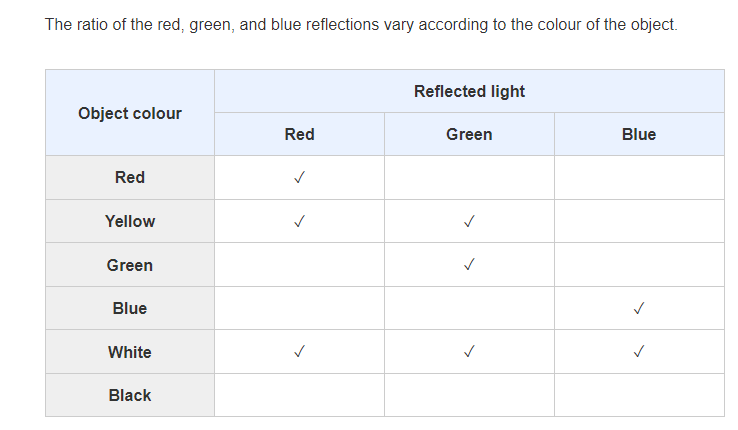 The ratio of the red, green, and blue reflections vary according to the colour of the object.
Object colour
Reflected light
Red Green Blue
Red ✓
Yellow ✓ ✓
Green ✓
Blue ✓
White ✓ ✓ ✓
Black